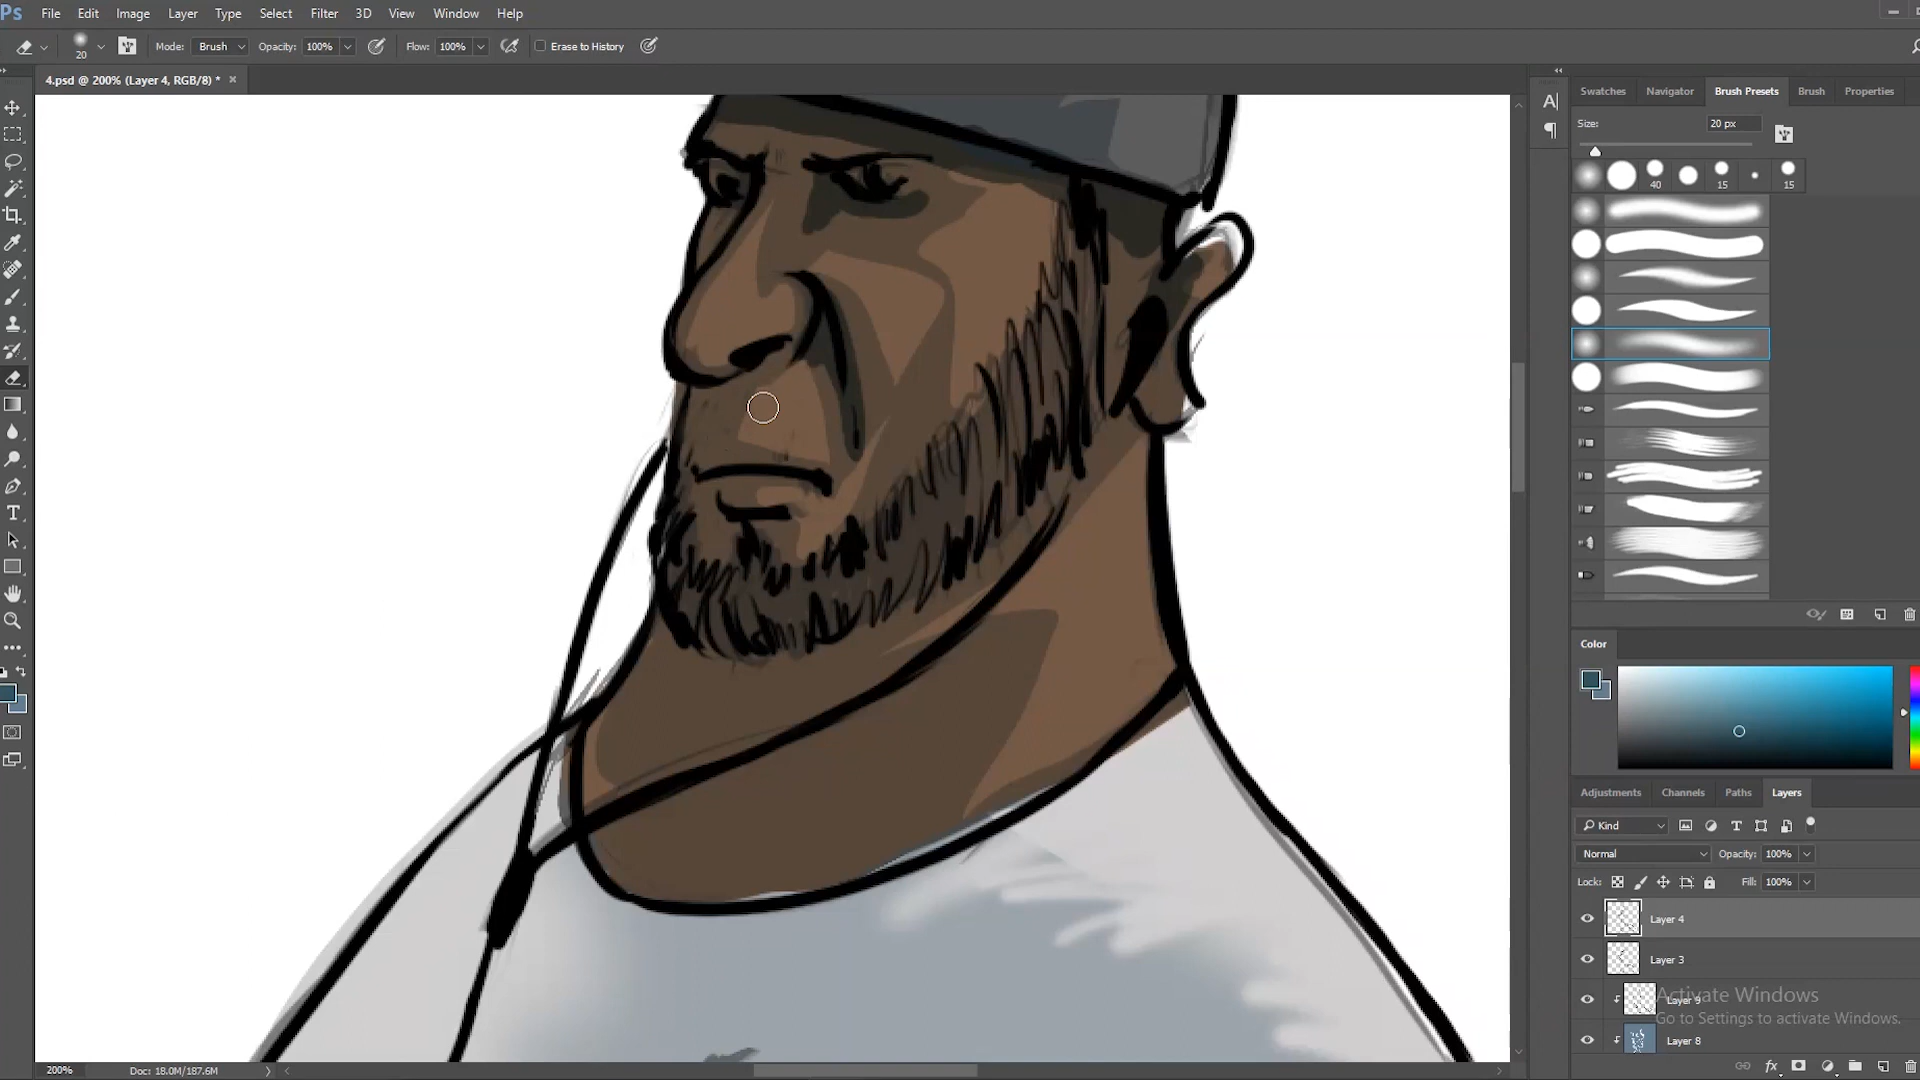 Ps File Edit Image Layer Type Select Filter 3D View Window Help
20 Mode: Brush Opacity: 100% Flow: 100% Erase to History
4.psd @ 200% (Layer 4, RGB/8) * ×
Swatches Navigator Brush Presets Brush Properties
Size: 20 px
40 15 15
Color
Adjustments Channels Paths Layers
Kind
Normal Opacity: 100%
Lock: Fill: 100%
Layer 4
Layer 3
Layer 9
Activate Windows
Go to Settings to activate Windows.
Layer 8
200% Doc: 18.0M/187.6M